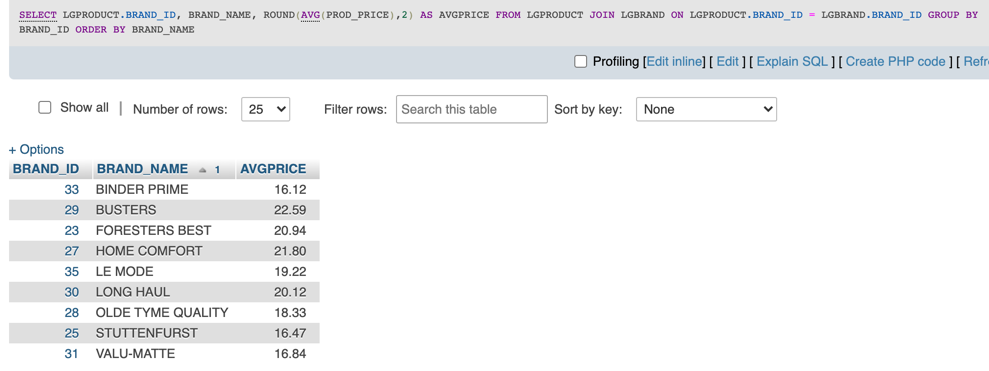 SELECT LGPRODUCT.BRAND_ID, BRAND_NAME, ROUND(AVG(PROD_PRICE),2) AS AVGPRICE FROM LGPRODUCT JOIN LGBRAND ON LGPRODUCT.BRAND_ID = LGBRAND.BRAND_ID GROUP BY
BRAND_ID ORDER BY BRAND_NAME
Profiling [Edit inline] [ Edit ] [ Explain SQL ] [ Create PHP code ] [ Refr
Show all | Number of rows: 25 Filter rows: Search this table Sort by key: None
+ Options
BRAND_ID BRAND_NAME 1 AVGPRICE
33 BINDER PRIME 16.12
29 BUSTERS 22.59
23 FORESTERS BEST 20.94
27 HOME COMFORT 21.80
35 LE MODE 19.22
30 LONG HAUL 20.12
28 OLDE TYME QUALITY 18.33
25 STUTTENFURST 16.47
31 VALU-MATTE 16.84